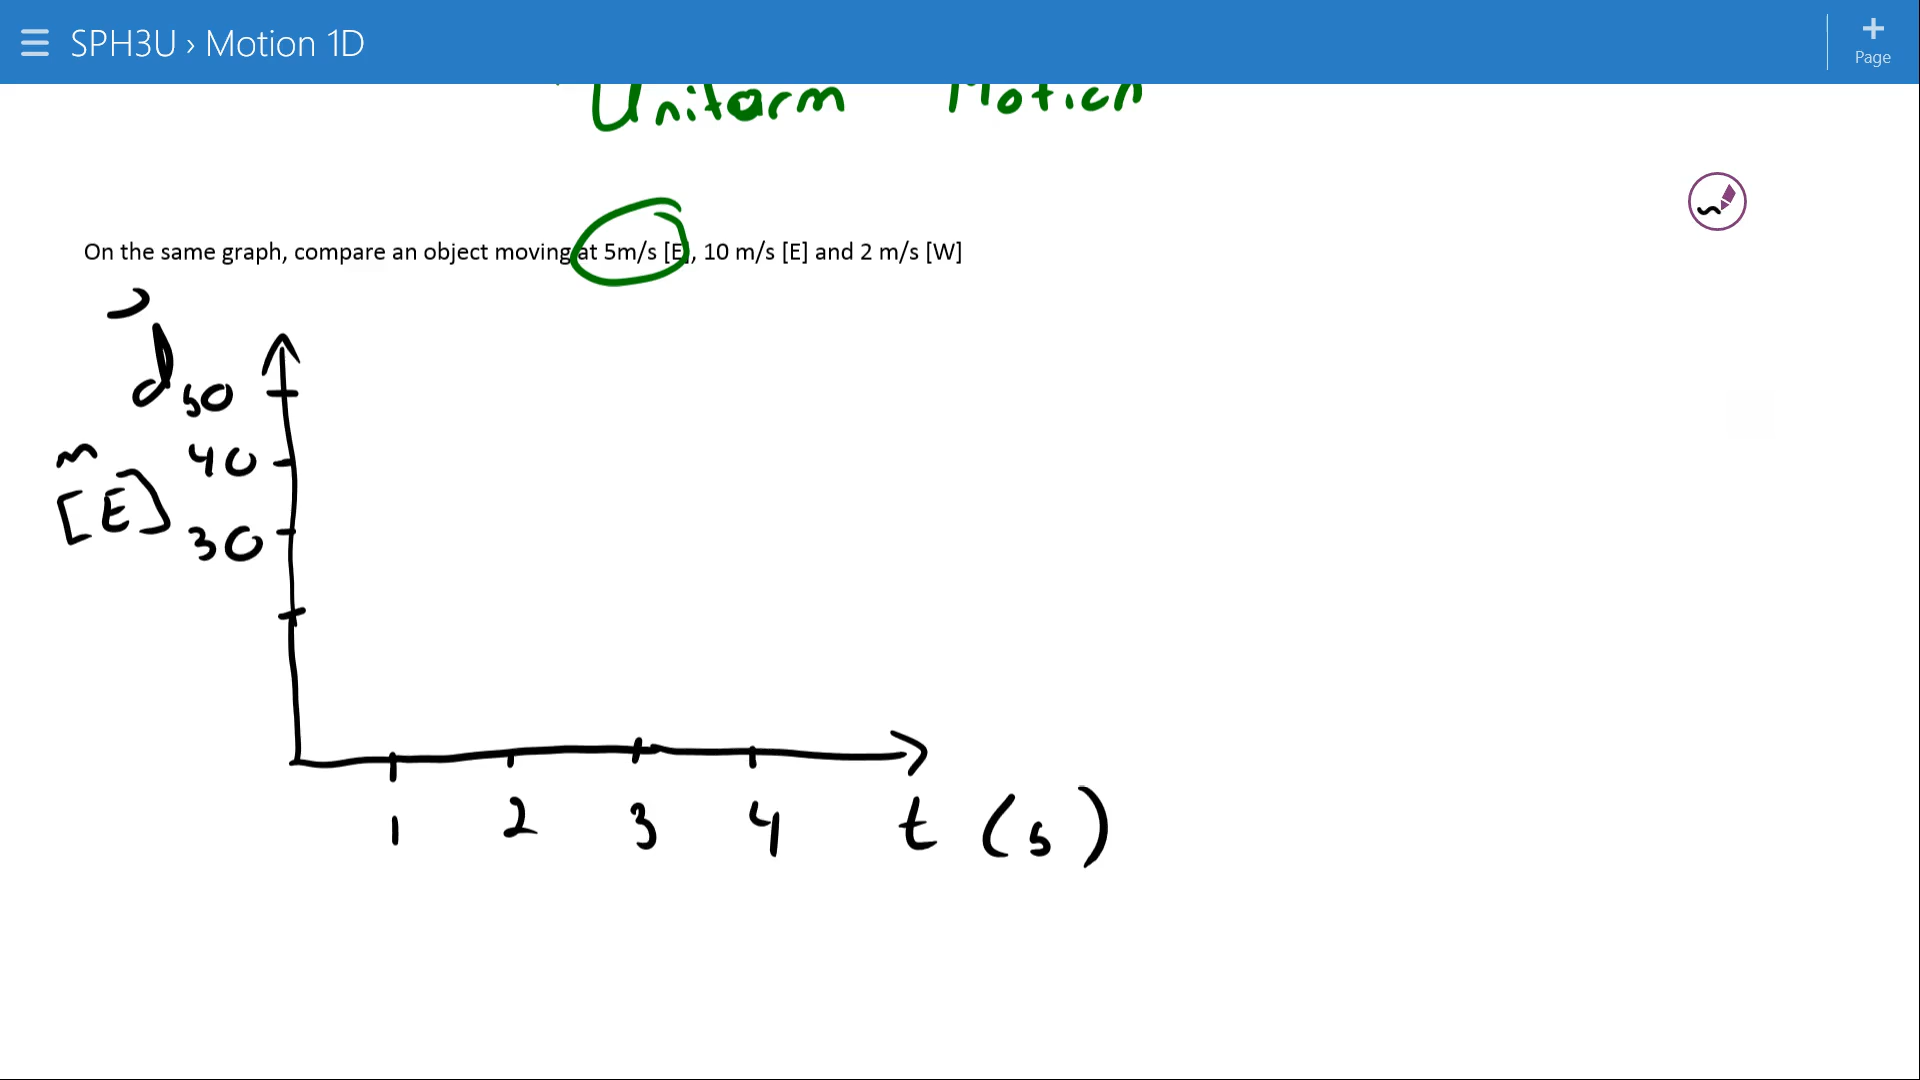 SPH3U › Motion 1D
Page
Uniform Motion
On the same graph, compare an object moving at 5m/s [E], 10 m/s [E] and 2 m/s [W]
d
50
40
m
[E]
30
1 2 3 4 t (s)